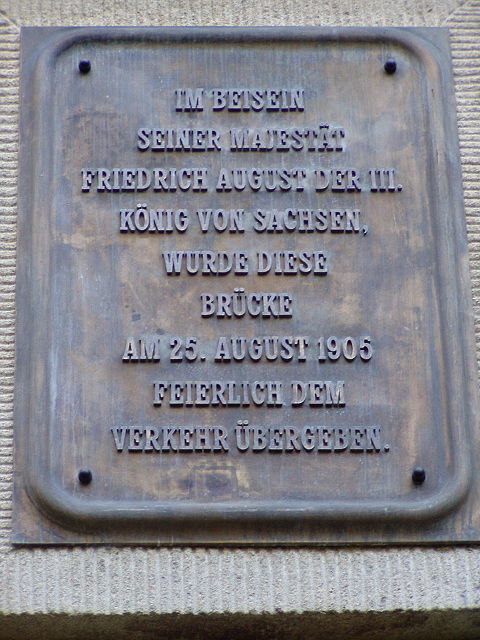 IM BEISEIN
SEINER MAJESTÄT
FRIEDRICH AUGUST DER III.
KÖNIG VON SACHSEN,
WURDE DIESE
BRÜCKE
AM 25. AUGUST 1905
FEIERLICH DEM
VERKEHR ÜBERGEBEN.